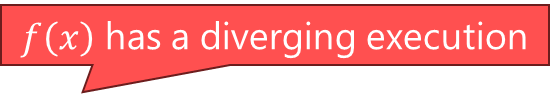 f(x) has a diverging execution